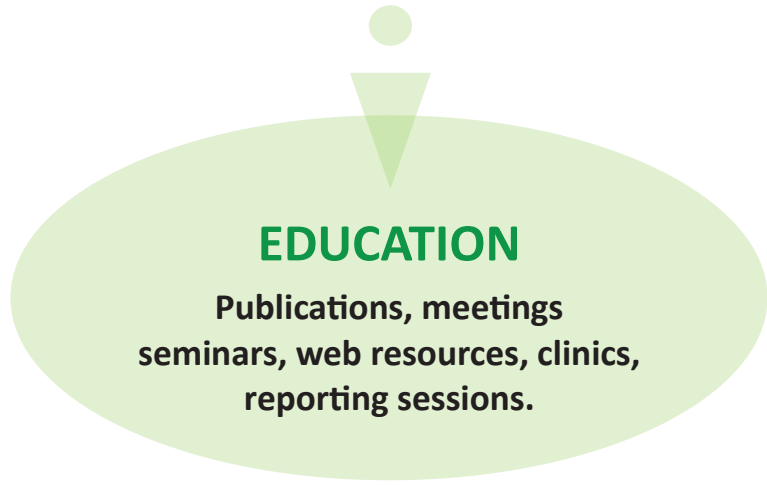 EDUCATION
Publications, meetings
seminars, web resources, clinics,
reporting sessions.